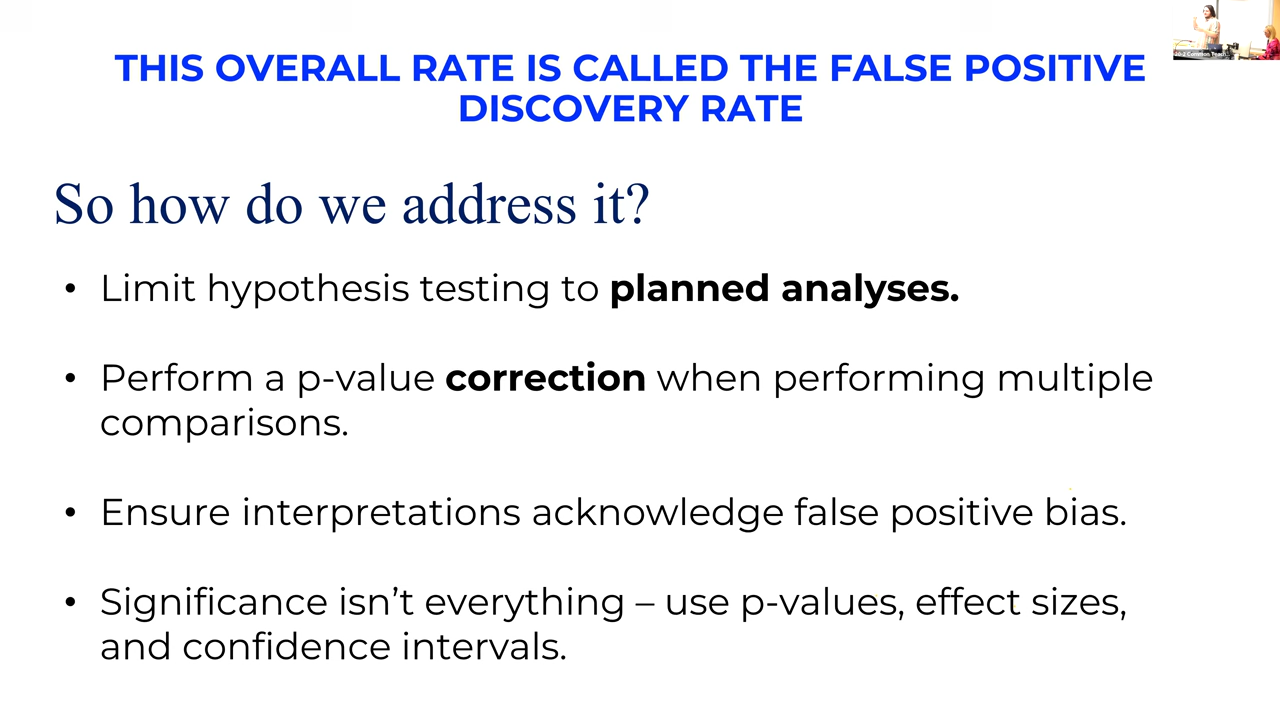 THIS OVERALL RATE IS CALLED THE FALSE POSITIVE
DISCOVERY RATE
So how do we address it?
• Limit hypothesis testing to planned analyses.
• Perform a p-value correction when performing multiple
comparisons.
• Ensure interpretations acknowledge false positive bias.
• Significance isn’t everything – use p-values, effect sizes,
and confidence intervals.